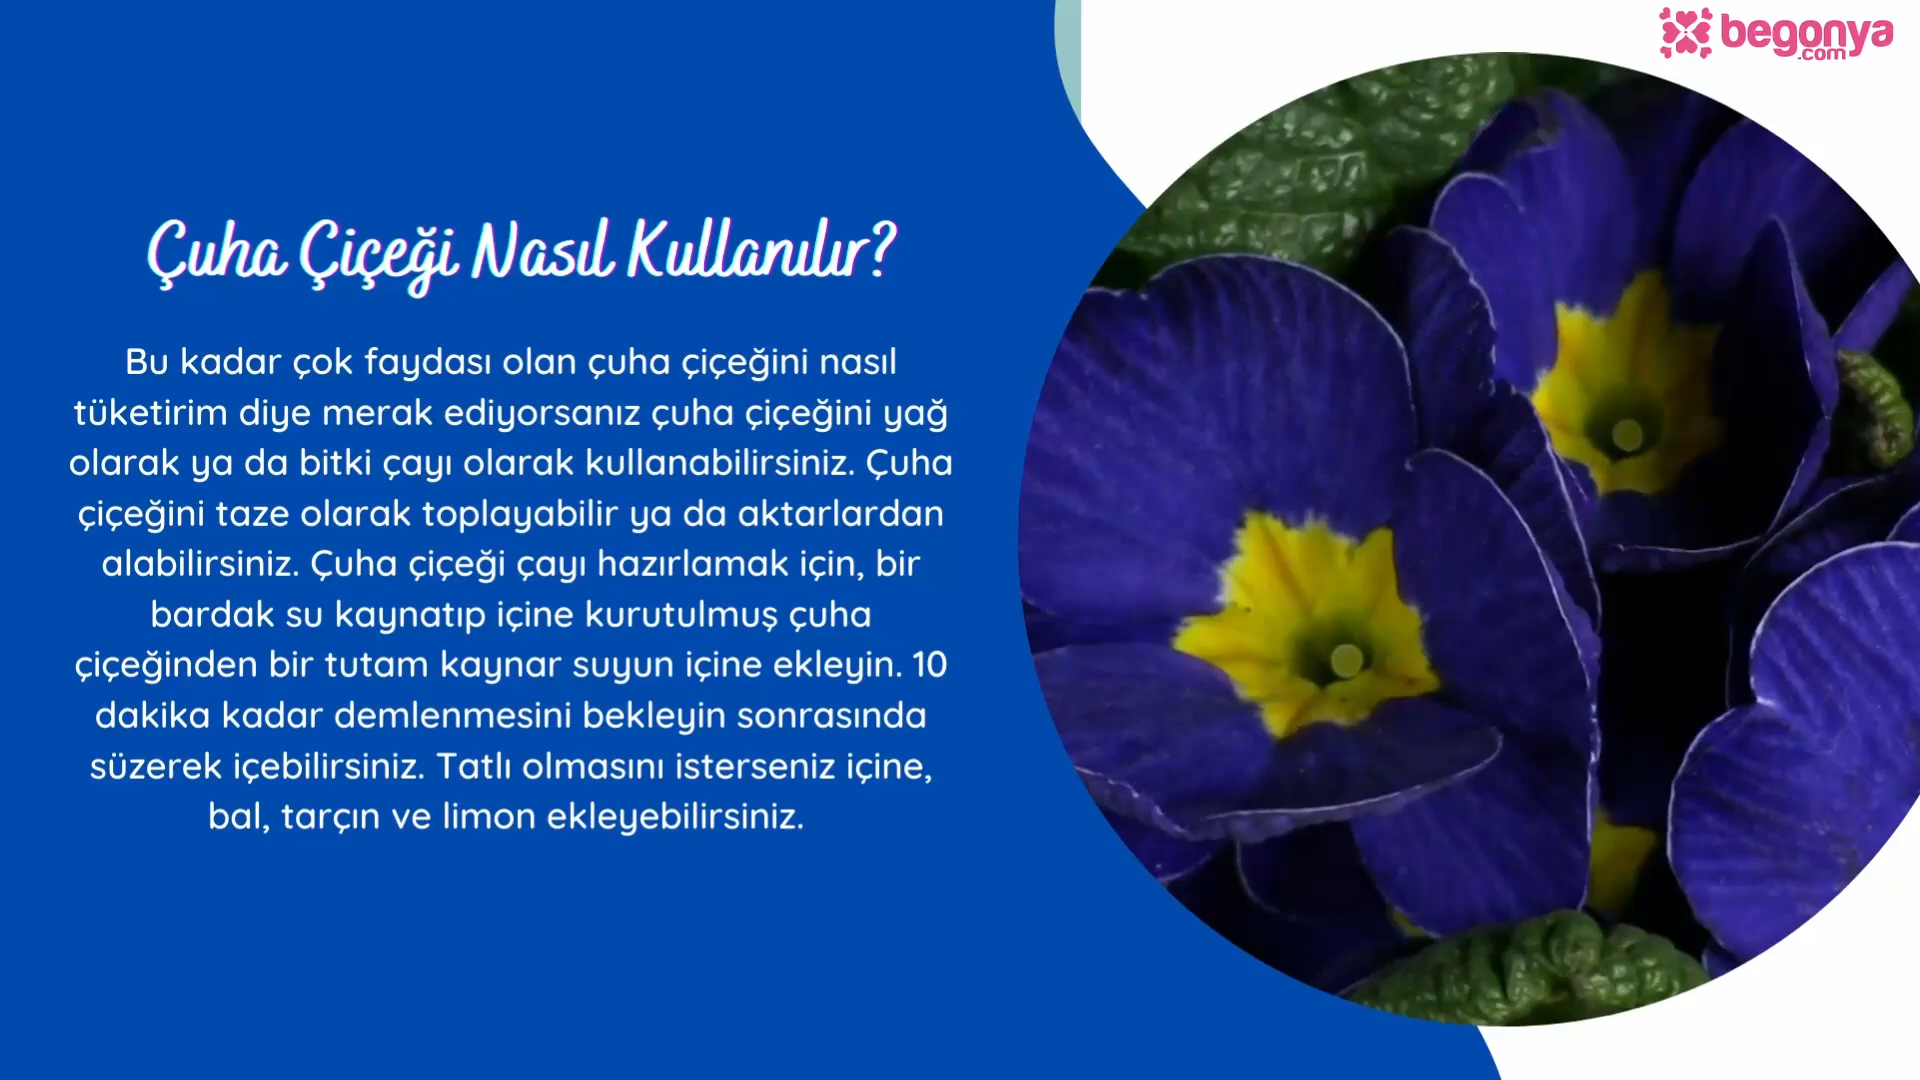 begonya
.com
Çuha Çiçeği Nasıl Kullanılır?
Bu kadar çok faydası olan çuha çiçeğini nasıl
tüketirim diye merak ediyorsanız çuha çiçeğini yağ
olarak ya da bitki çayı olarak kullanabilirsiniz. Çuha
çiçeğini taze olarak toplayabilir ya da aktarlardan
alabilirsiniz. Çuha çiçeği çayı hazırlamak için, bir
bardak su kaynatıp içine kurutulmuş çuha
çiçeğinden bir tutam kaynar suyun içine ekleyin. 10
dakika kadar demlenmesini bekleyin sonrasında
süzerek içebilirsiniz. Tatlı olmasını isterseniz içine,
bal, tarçın ve limon ekleyebilirsiniz.